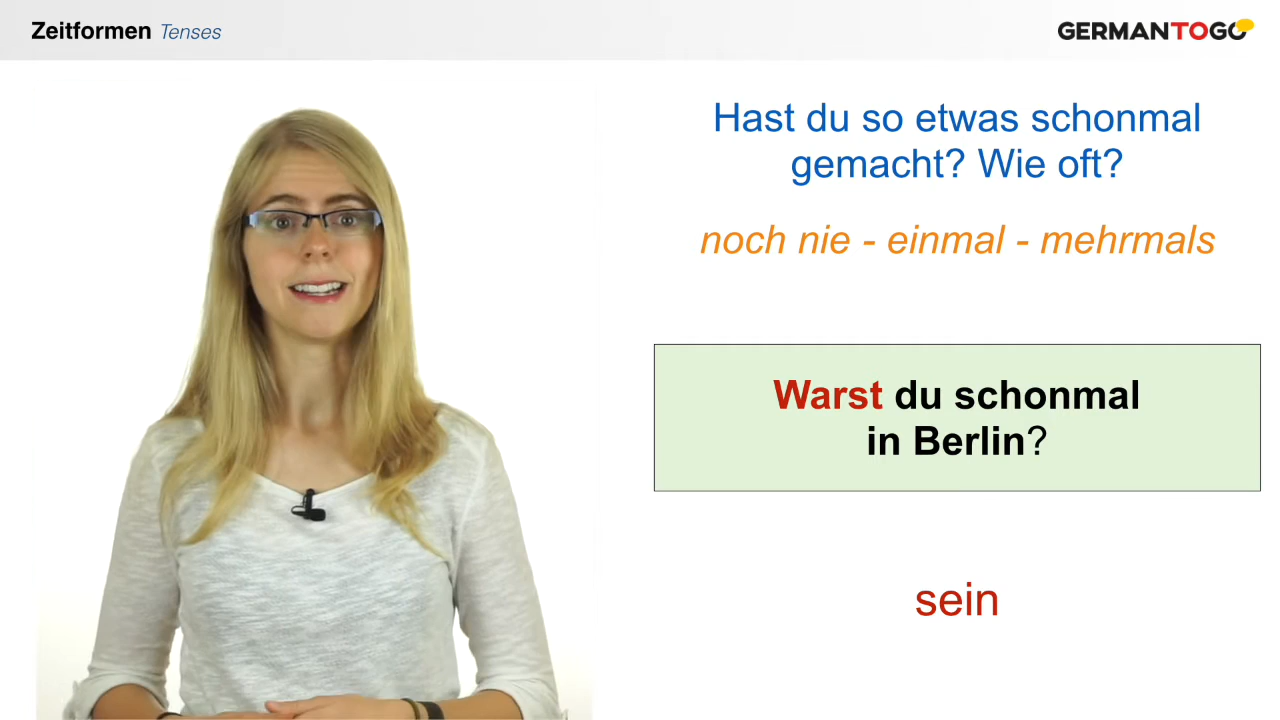 Zeitformen Tenses
GERMANTOGO
Hast du so etwas schonmal
gemacht? Wie oft?
noch nie - einmal - mehrmals
Warst du schonmal
in Berlin?
sein